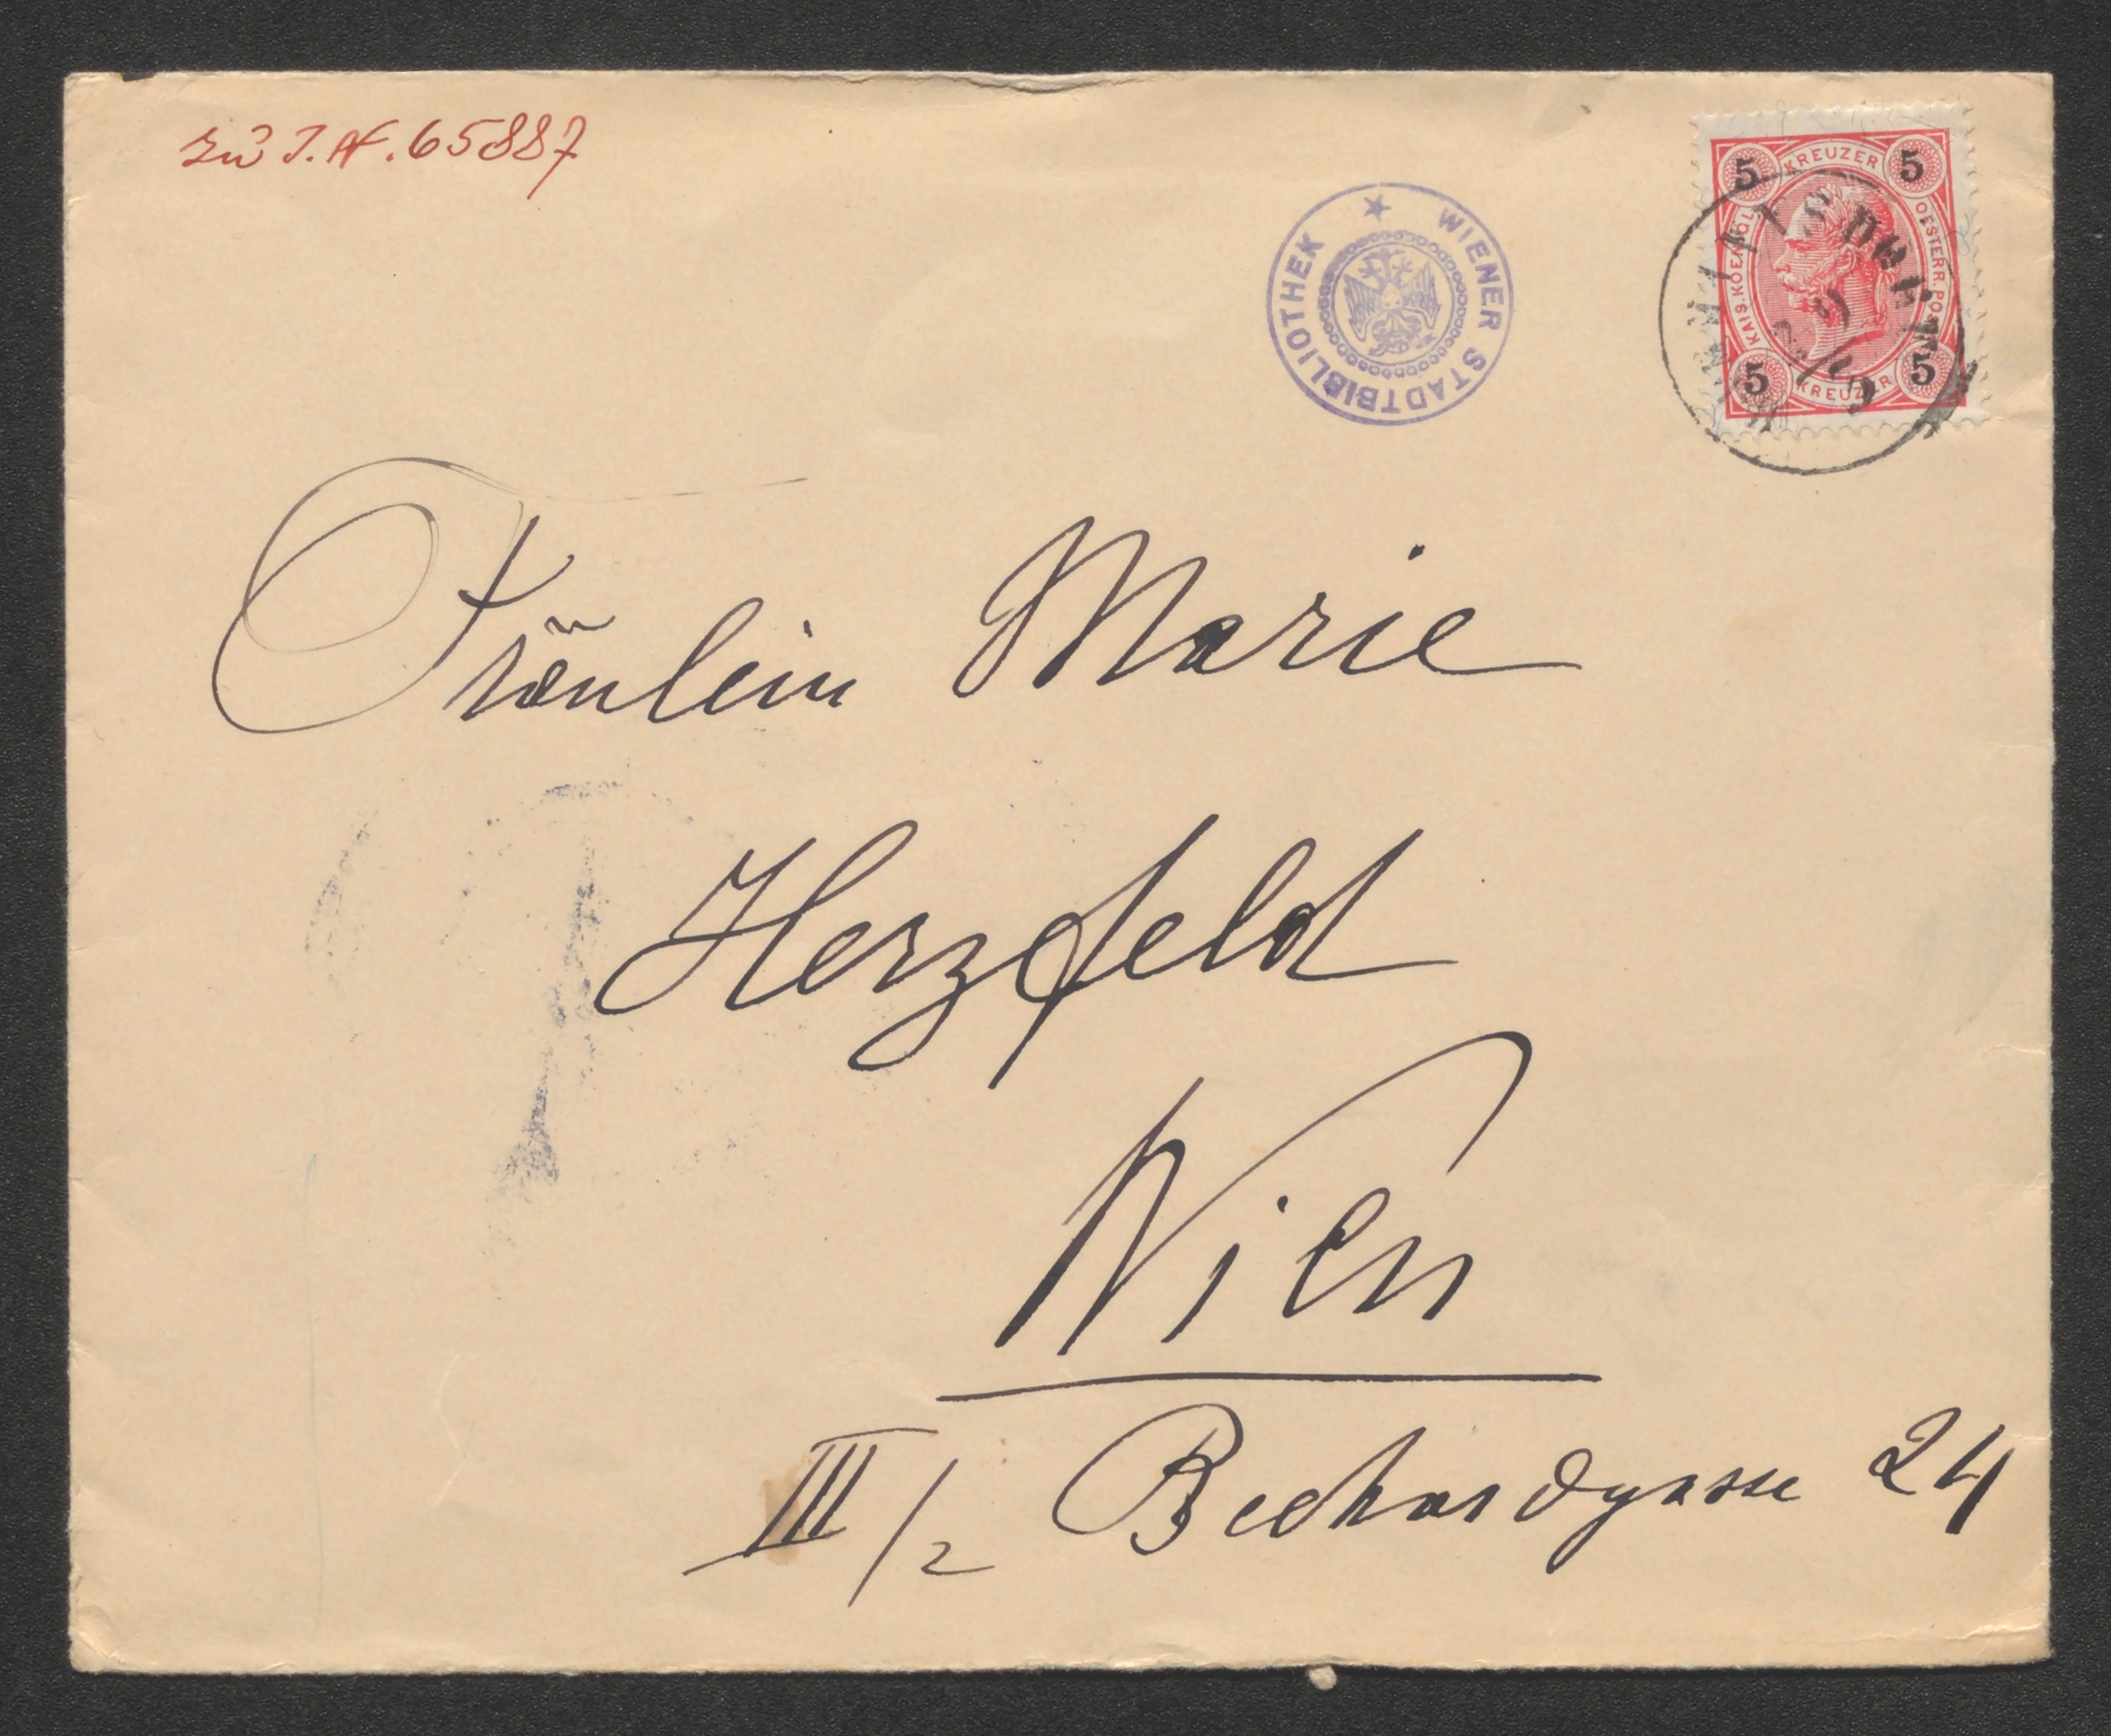 zu I.N. 65887
WIENER STADTBIBLIOTHEK
5 KREUZER 5
KAIS. KOENIGL. OESTERR. POST
5 KREUZER 5
Fräulein Marie
Herzfeld
Wien
III/2 Bechardgasse 24